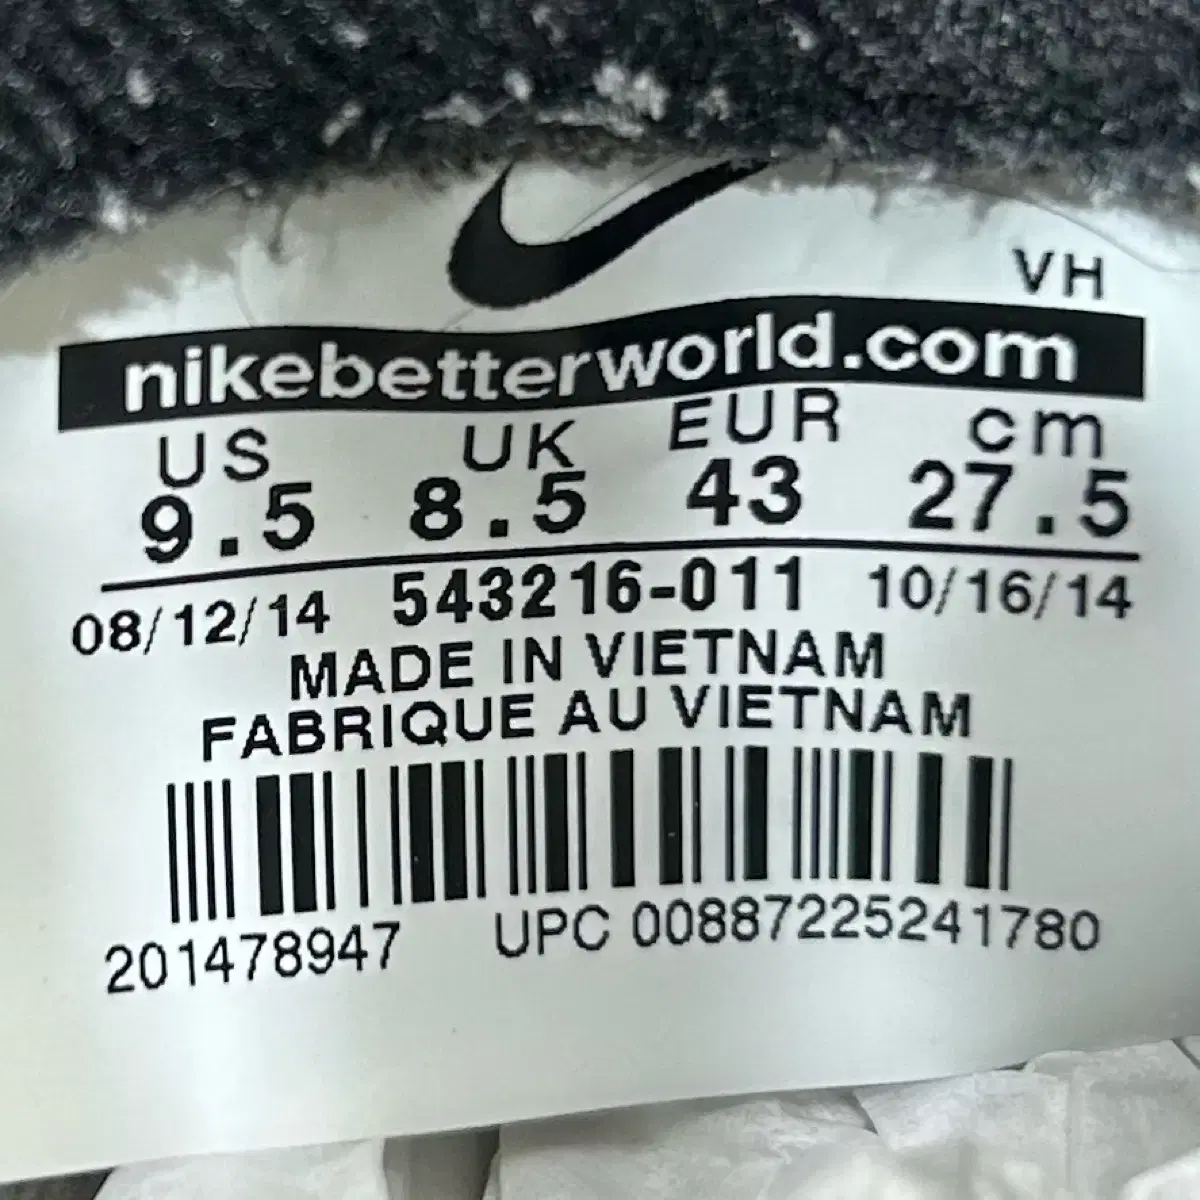 VH
nikebetterworld.com
US UK EUR cm
9.5 8.5 43 27.5
08/12/14 543216-011 10/16/14
MADE IN VIETNAM
FABRIQUE AU VIETNAM
201478947 UPC 00887225241780